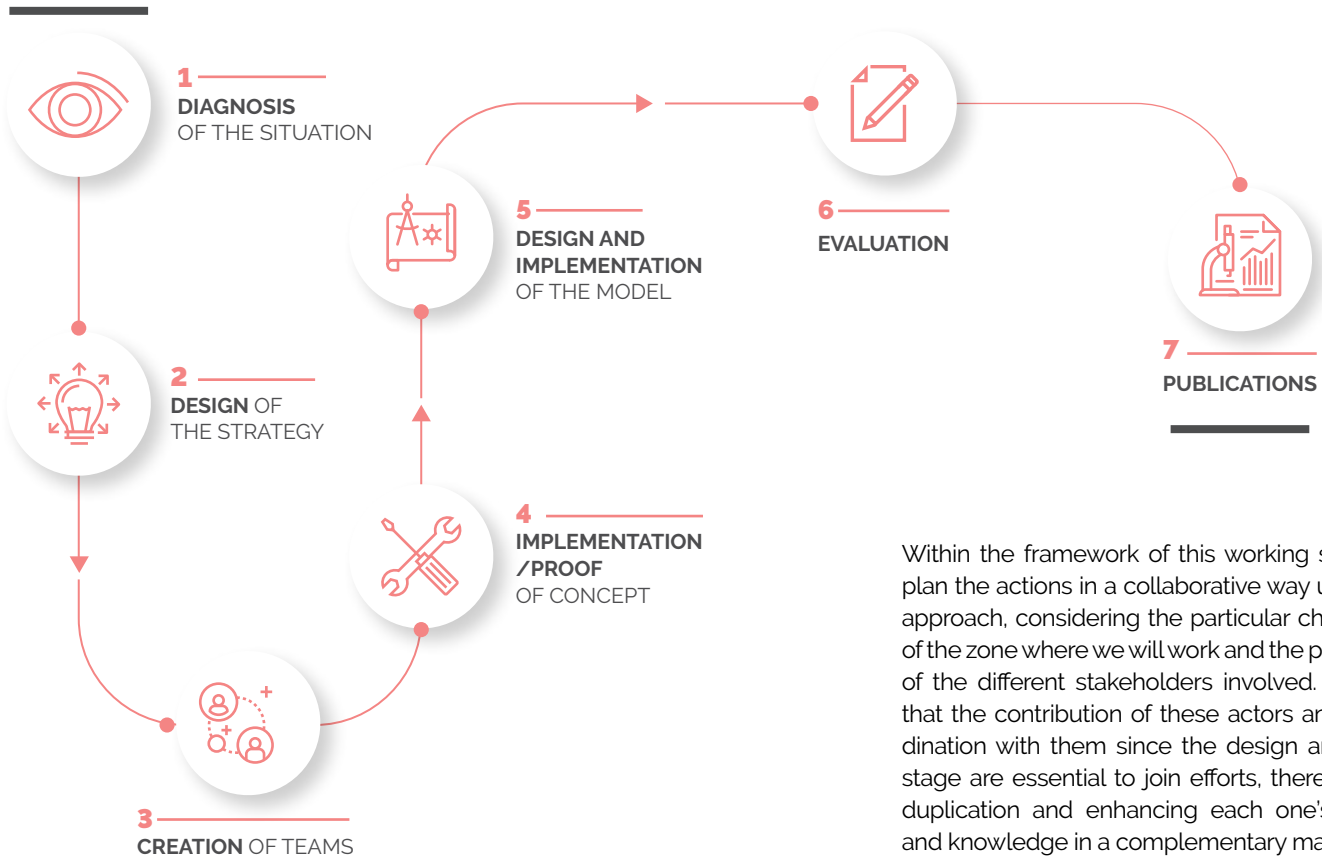 1
DIAGNOSIS
OF THE SITUATION
2
DESIGN OF
THE STRATEGY
3
CREATION OF TEAMS
4
IMPLEMENTATION
/PROOF
OF CONCEPT
5
DESIGN AND
IMPLEMENTATION
OF THE MODEL
6
EVALUATION
7
PUBLICATIONS
Within the framework of this working
plan the actions in a collaborative way
approach, considering the particular
of the zone where we will work and the
of the different stakeholders involved.
that the contribution of these actors
dination with them since the design
stage are essential to join efforts,
duplication and enhancing each one's
and knowledge in a complementary